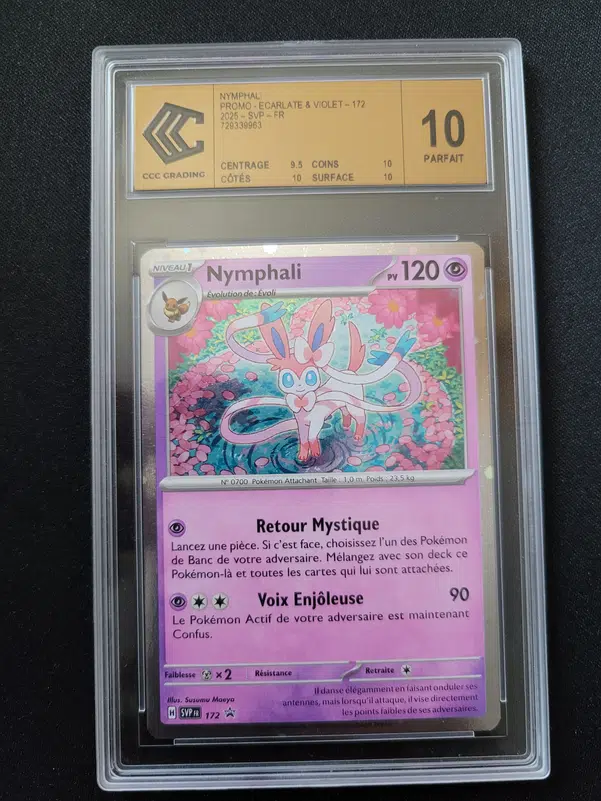 NYMPHALI
PROMO - ECARLATE & VIOLET - 172
2025 - SVP - FR
729339963
CCC GRADING
CENTRAGE 9.5 COINS 10
CÔTÉS 10 SURFACE 10
10
PARFAIT
NIVEAU 1
Nymphali
PV 120
Évolution de : Évoli
N° 0700 Pokémon Attachant Taille : 1,0 m Poids : 23,5 kg
Retour Mystique
Lancez une pièce. Si c'est face, choisissez l'un des Pokémon
de Banc de votre adversaire. Mélangez avec son deck ce
Pokémon-là et toutes les cartes qui lui sont attachées.
Voix Enjôleuse 90
Le Pokémon Actif de votre adversaire est maintenant
Confus.
Faiblesse ×2 Résistance Retraite
Illus. Susumu Maeya
Il danse élégamment en faisant onduler ses
antennes, mais lorsqu'il attaque, il vise directement
les points faibles de ses adversaires.
H SVP FR 172